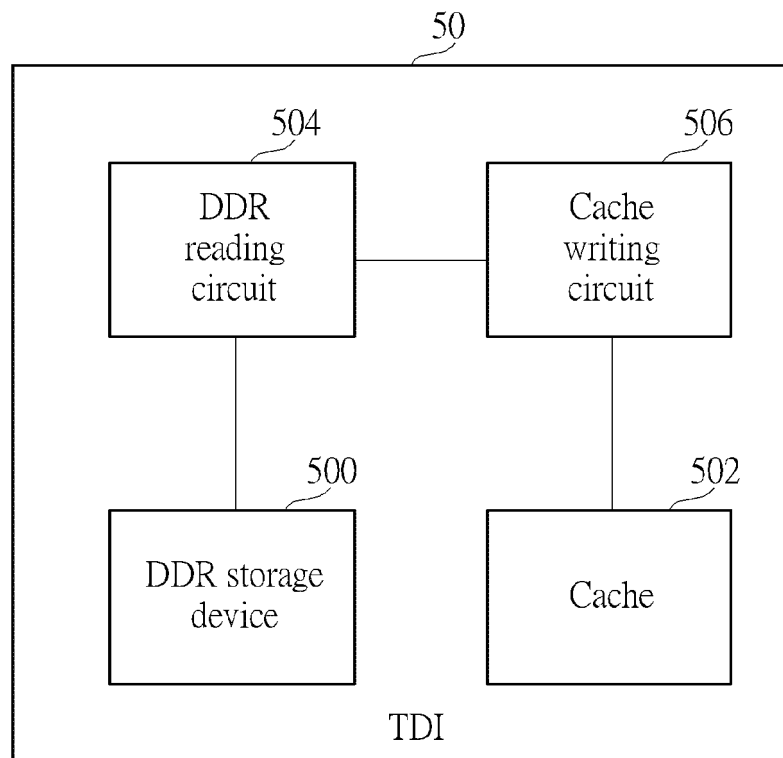 50
504
506
DDR
reading
circuit
Cache
writing
circuit
500
502
DDR storage
device
Cache
TDI